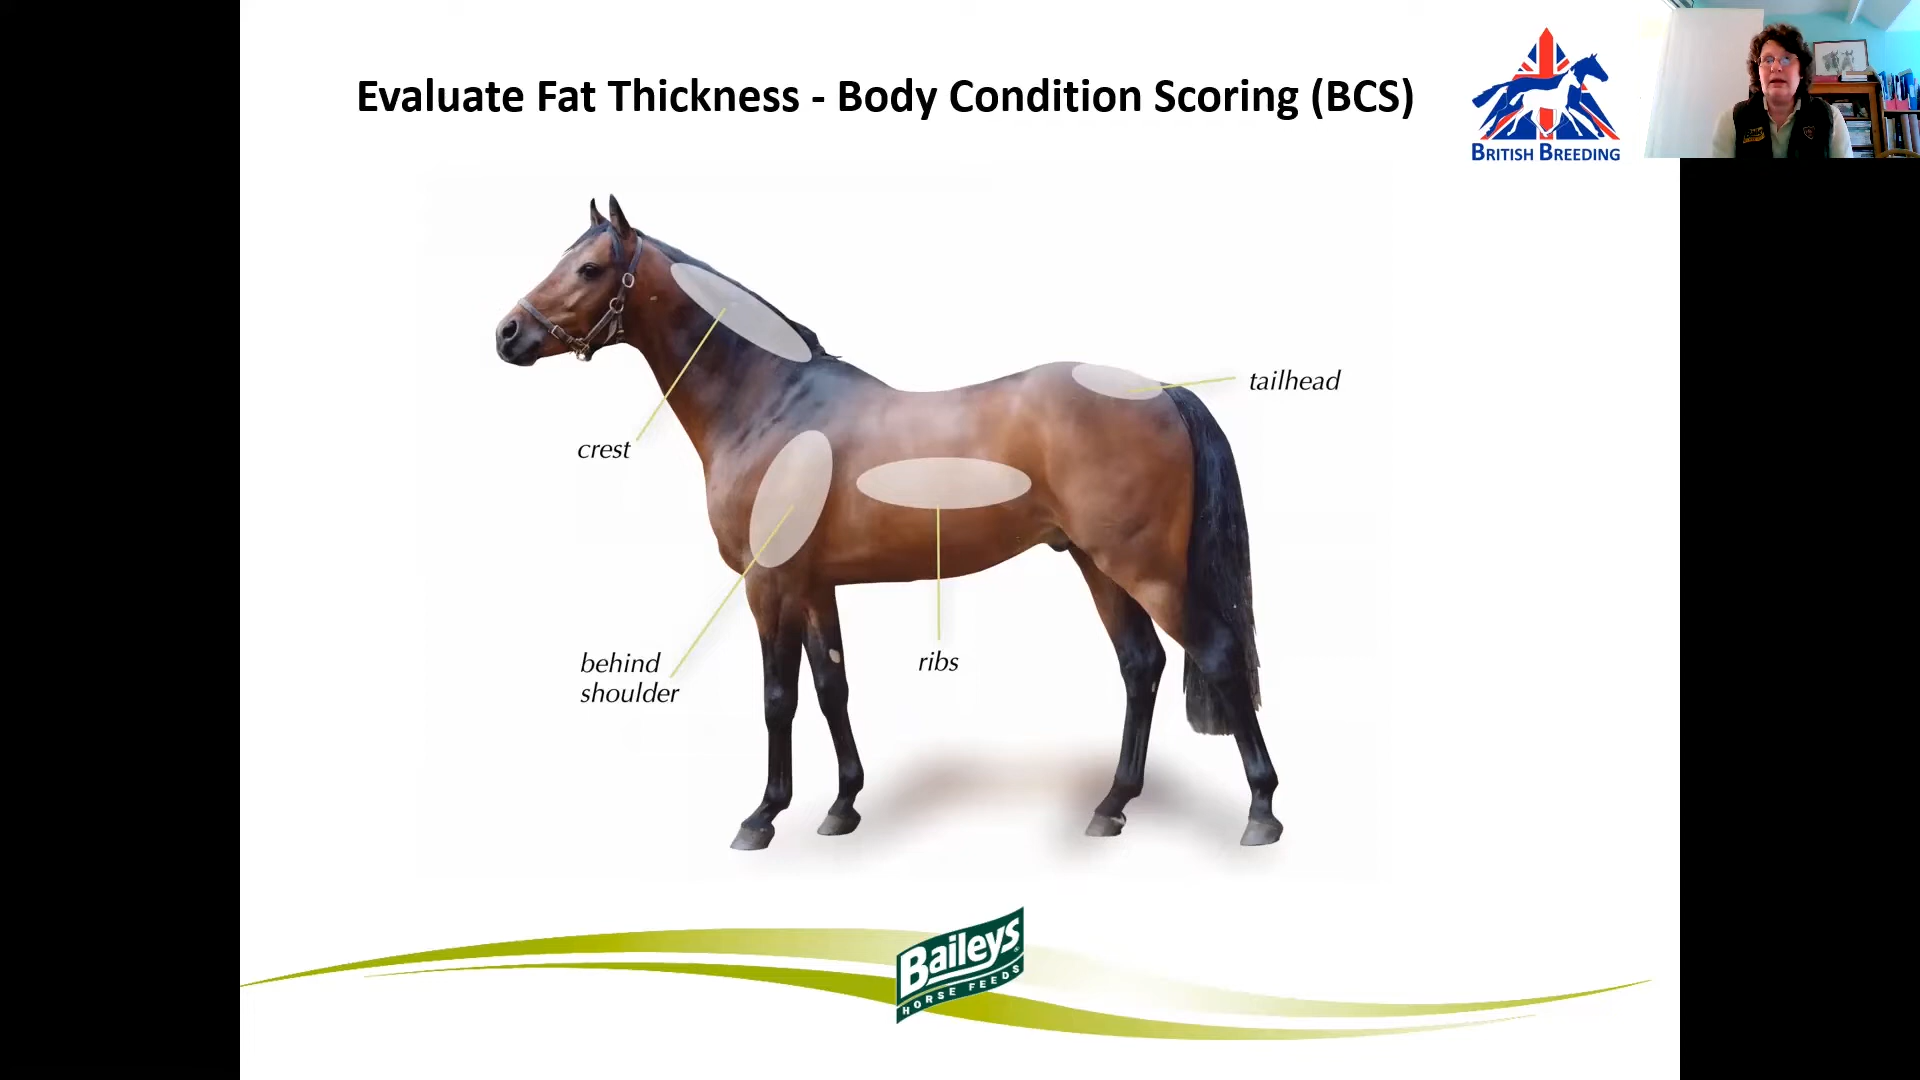 Evaluate Fat Thickness - Body Condition Scoring (BCS)
BRITISH BREEDING
tailhead
crest
behind
shoulder
ribs
Baileys
HORSE FEEDS